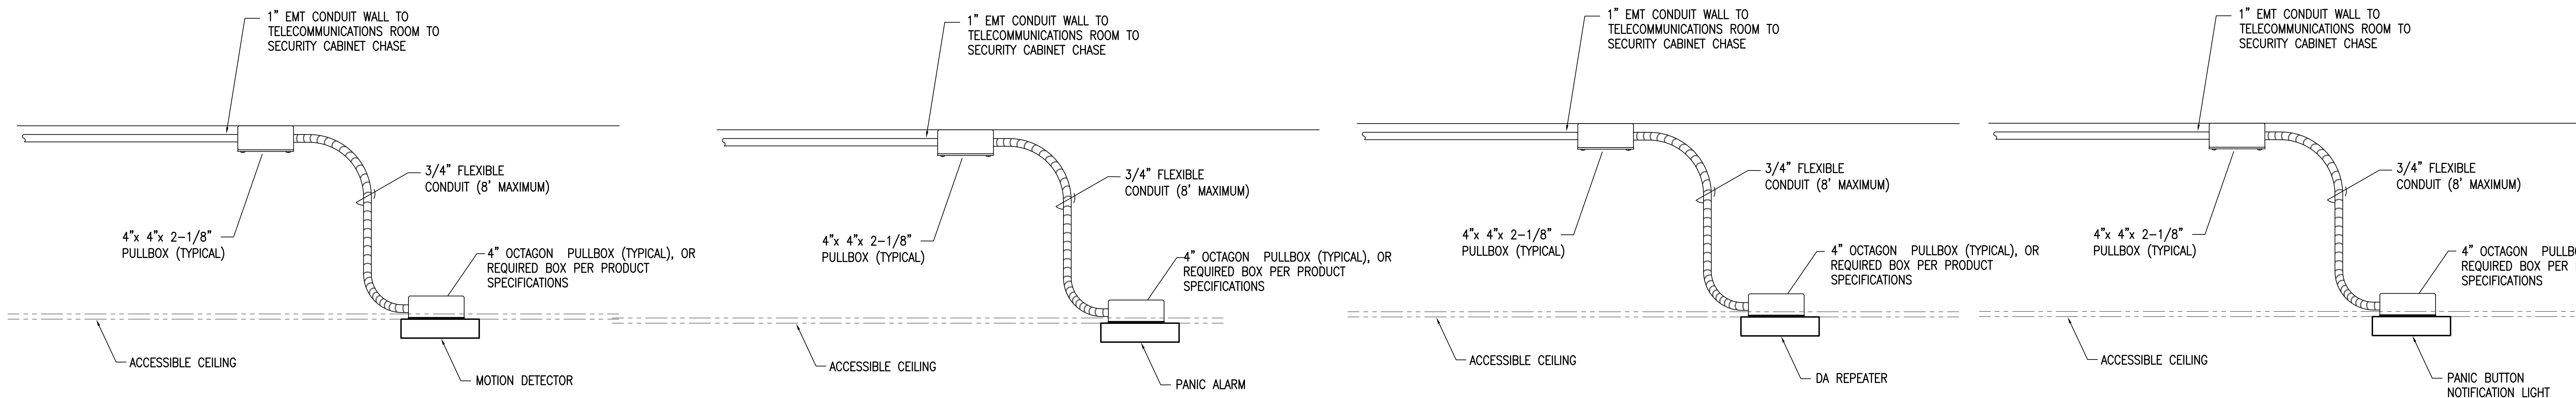 1” EMT CONDUIT WALL TO
TELECOMMUNICATIONS ROOM TO
SECURITY CABINET CHASE
3/4” FLEXIBLE
CONDUIT (8’ MAXIMUM)
4”x 4”x 2-1/8”
PULLBOX (TYPICAL)
4” OCTAGON PULLBOX (TYPICAL), OR
REQUIRED BOX PER PRODUCT
SPECIFICATIONS
ACCESSIBLE CEILING
MOTION DETECTOR
1” EMT CONDUIT WALL TO
TELECOMMUNICATIONS ROOM TO
SECURITY CABINET CHASE
3/4” FLEXIBLE
CONDUIT (8’ MAXIMUM)
4”x 4”x 2-1/8”
PULLBOX (TYPICAL)
4” OCTAGON PULLBOX (TYPICAL), OR
REQUIRED BOX PER PRODUCT
SPECIFICATIONS
ACCESSIBLE CEILING
PANIC ALARM
1” EMT CONDUIT WALL TO
TELECOMMUNICATIONS ROOM TO
SECURITY CABINET CHASE
3/4” FLEXIBLE
CONDUIT (8’ MAXIMUM)
4”x 4”x 2-1/8”
PULLBOX (TYPICAL)
4” OCTAGON PULLBOX (TYPICAL), OR
REQUIRED BOX PER PRODUCT
SPECIFICATIONS
ACCESSIBLE CEILING
DA REPEATER
1” EMT CONDUIT WALL TO
TELECOMMUNICATIONS ROOM TO
SECURITY CABINET CHASE
3/4” FLEXIBLE
CONDUIT (8’ MAXIMUM)
4”x 4”x 2-1/8”
PULLBOX (TYPICAL)
4” OCTAGON
REQUIRED BOX PER
SPECIFICATIONS
ACCESSIBLE CEILING
PANIC BUTTON
NOTIFICATION LIGHT